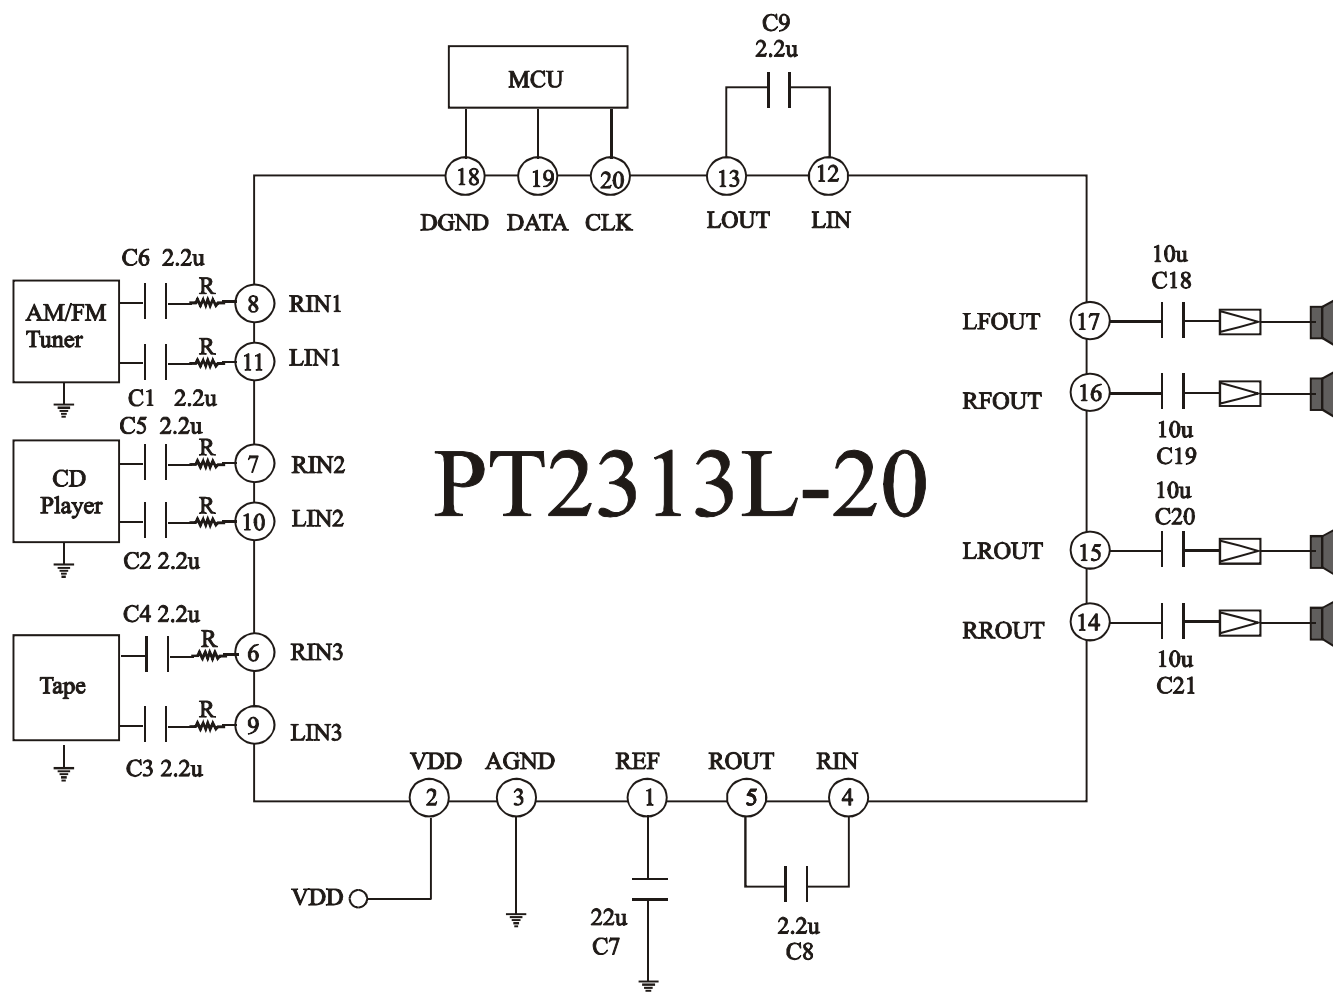 C9
2.2u
MCU
18
19
20
13
12
DGND
DATA
CLK
LOUT
LIN
C6 2.2u
R
AM/FM
Tuner
8
RIN1
R
11
LIN1
C1 2.2u
C5 2.2u
R
CD
Player
7
RIN2
R
10
LIN2
C2 2.2u
C4 2.2u
R
Tape
6
RIN3
R
9
LIN3
C3 2.2u
PT2313L-20
10u
C18
LFOUT
17
RFOUT
16
10u
C19
10u
C20
LROUT
15
RROUT
14
10u
C21
VDD
AGND
REF
ROUT
RIN
2
3
1
5
4
VDD
22u
C7
2.2u
C8